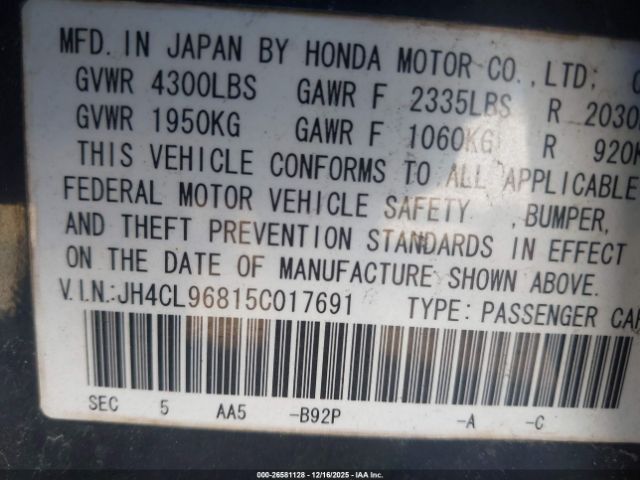 MFD. IN JAPAN BY HONDA MOTOR CO., LTD;
GVWR 4300LBS GAWR F 2335LBS R 2030
GVWR 1950KG GAWR F 1060KG R 920K
THIS VEHICLE CONFORMS TO ALL APPLICABLE
FEDERAL MOTOR VEHICLE SAFETY , BUMPER,
AND THEFT PREVENTION STANDARDS IN EFFECT
ON THE DATE OF MANUFACTURE SHOWN ABOVE.
V.I.N.:JH4CL96815C017691 TYPE: PASSENGER CAR
SEC 5 AA5 -B92P -A -C
000-26581128 - 12/16/2025 - IAA Inc.